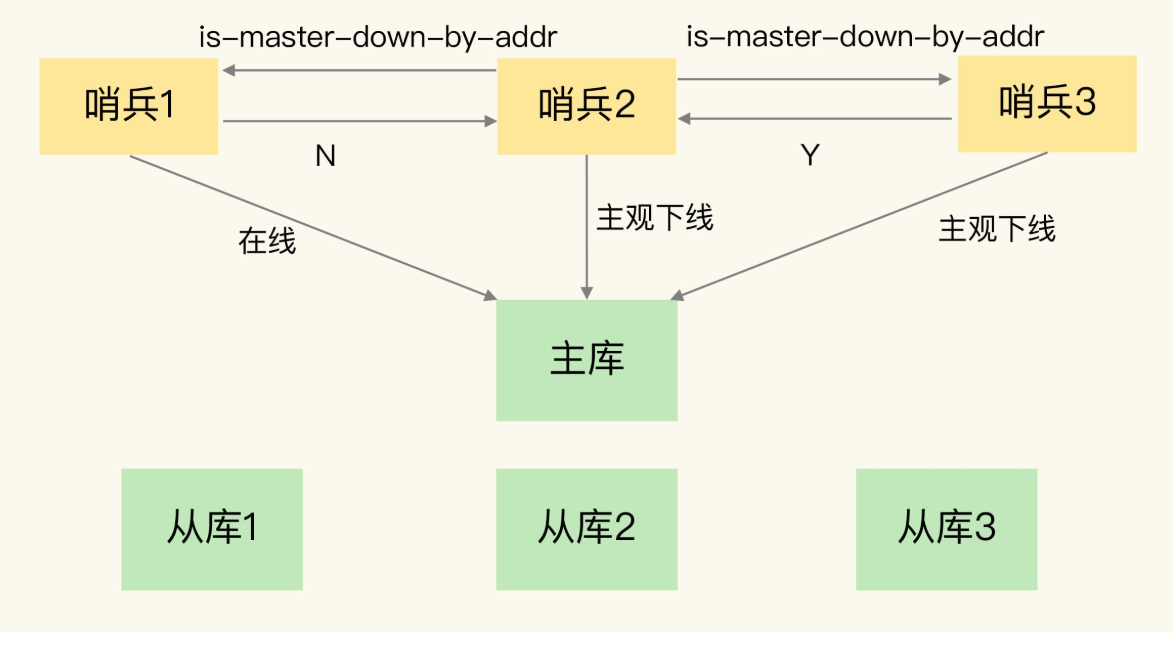 is-master-down-by-addr
is-master-down-by-addr
哨兵1
哨兵2
哨兵3
N
Y
在线
主观下线
主观下线
主库
从库1
从库2
从库3